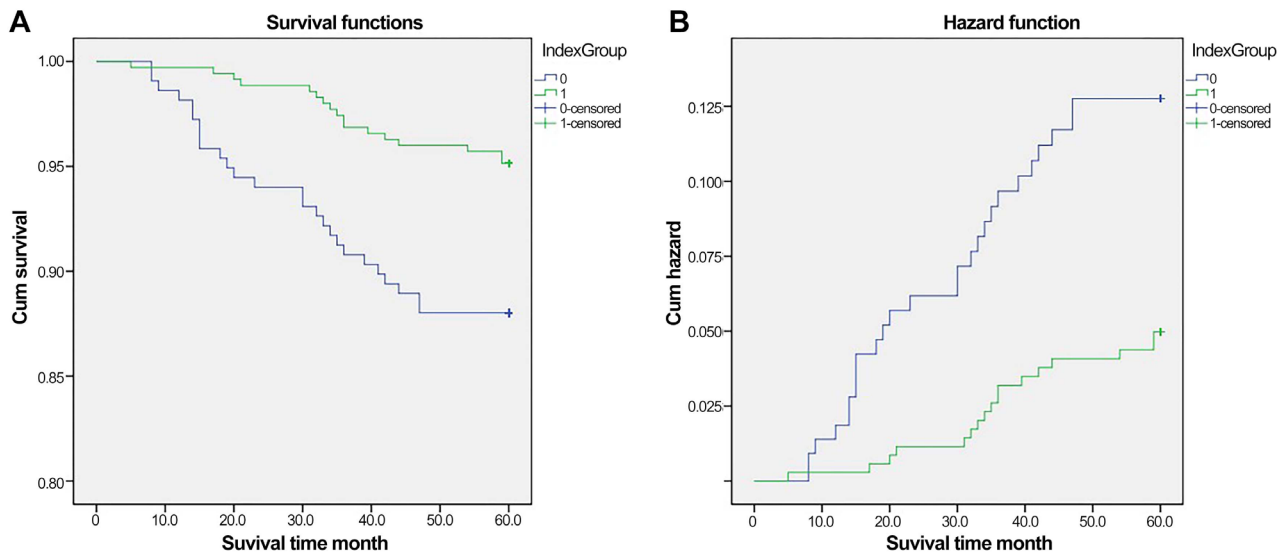 A
Survival functions
Cum survival
1.00
0.95
0.90
0.85
0.80
0
10.0
20.0
30.0
40.0
50.0
60.0
Suvival time month
IndexGroup
0
1
0-censored
1-censored
B
Hazard function
Cum hazard
0.125
0.100
0.075
0.050
0.025
0
10.0
20.0
30.0
40.0
50.0
60.0
Suvival time month
IndexGroup
0
1
0-censored
1-censored